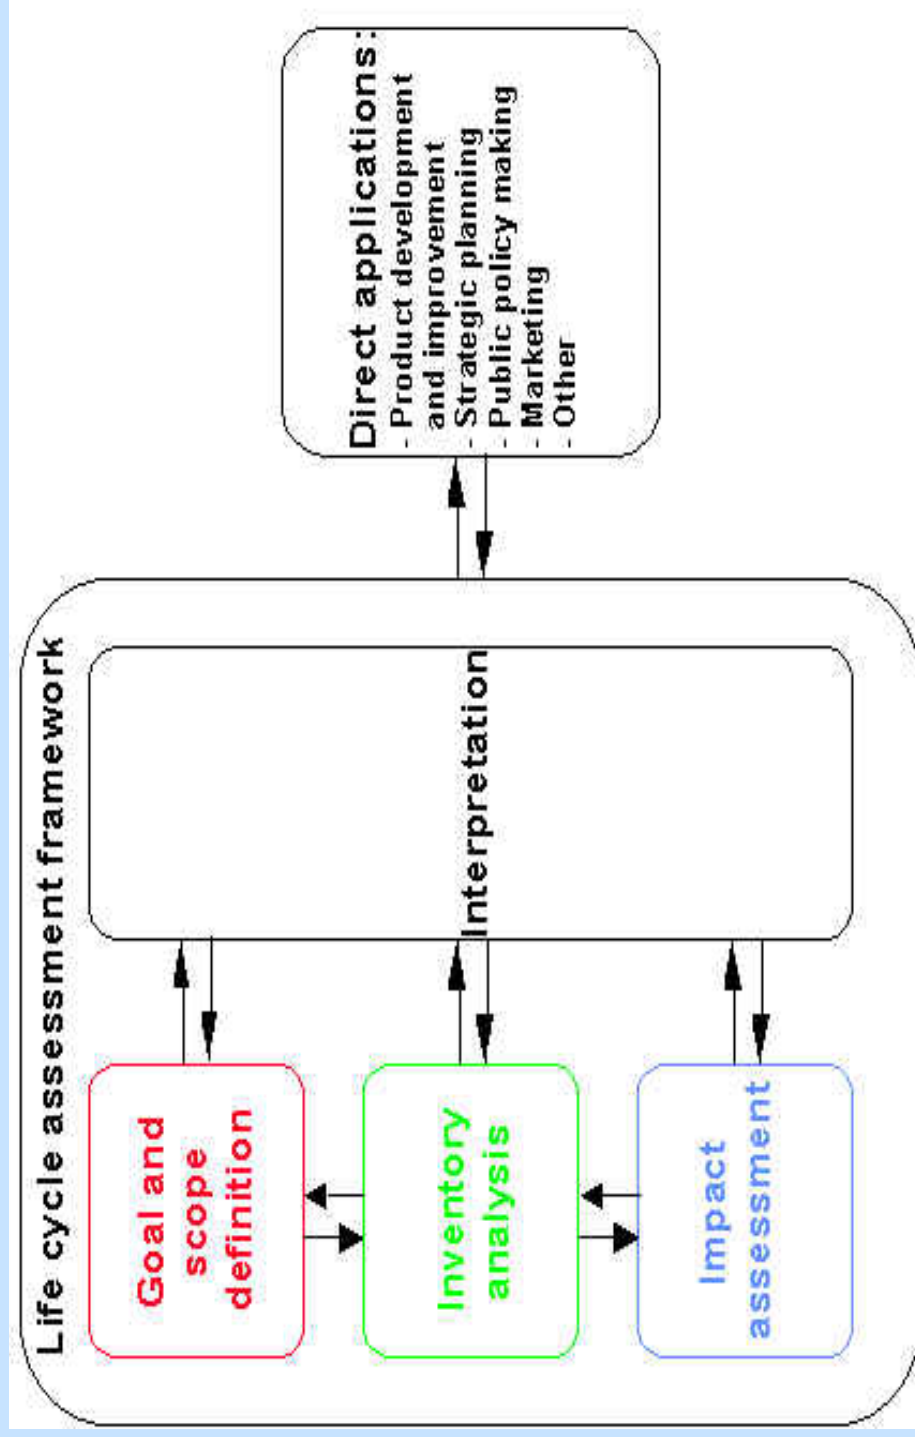 Life cycle assessment framework
Goal and
scope
definition
Inventory
analysis
Impact
assessment
Interpretation
Direct applications:
- Product development
and improvement
- Strategic planning
- Public policy making
- Marketing
- Other